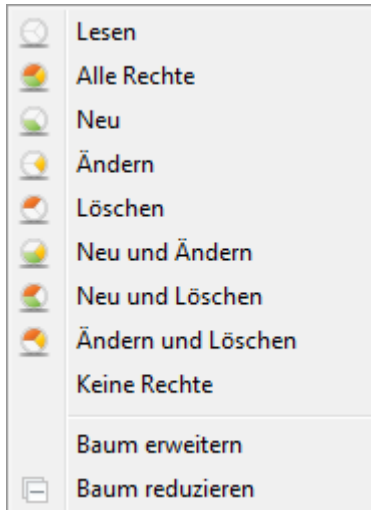 Lesen
Alle Rechte
Neu
Ändern
Löschen
Neu und Ändern
Neu und Löschen
Ändern und Löschen
Keine Rechte
Baum erweitern
Baum reduzieren